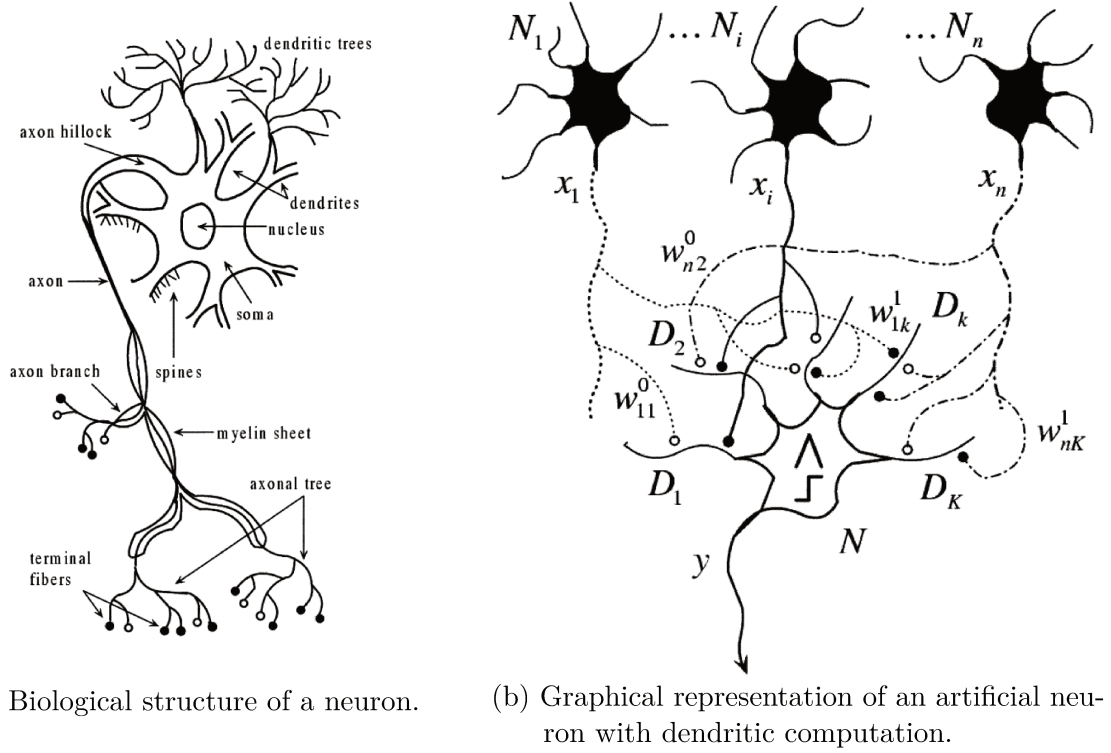 dendritic trees
axon hillock
dendrites
nucleus
axon
soma
spines
axon branch
myelin sheet
axonal tree
terminal
fibers
Biological structure of a neuron.
N₁ ... Nᵢ ... Nₙ
x₁ xᵢ xₙ
w⁰ₙ₂
D₂ w¹₁ₖ Dₖ
w⁰₁₁
w¹ₙK
D₁ D_K
N
y
(b) Graphical representation of an artificial neu-
ron with dendritic computation.